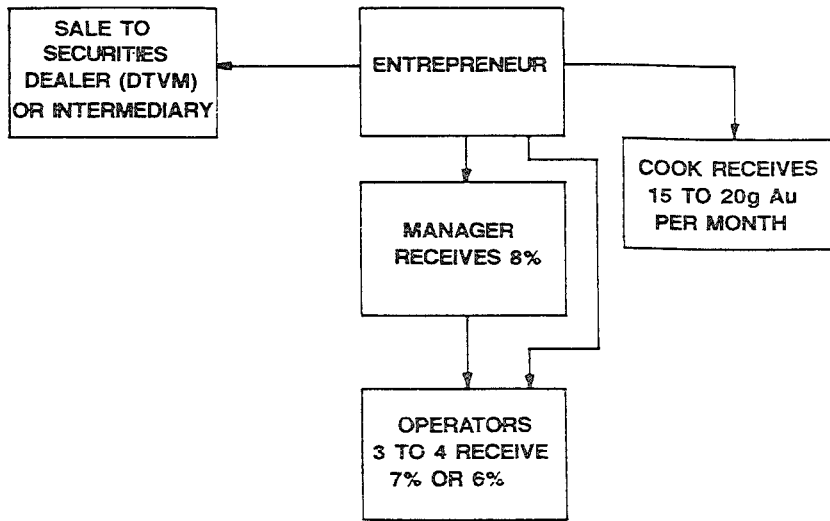 SALE TO
SECURITIES
DEALER (DTVM)
OR INTERMEDIARY
ENTREPRENEUR
COOK RECEIVES
15 TO 20g Au
PER MONTH
MANAGER
RECEIVES 8%
OPERATORS
3 TO 4 RECEIVE
7% OR 6%